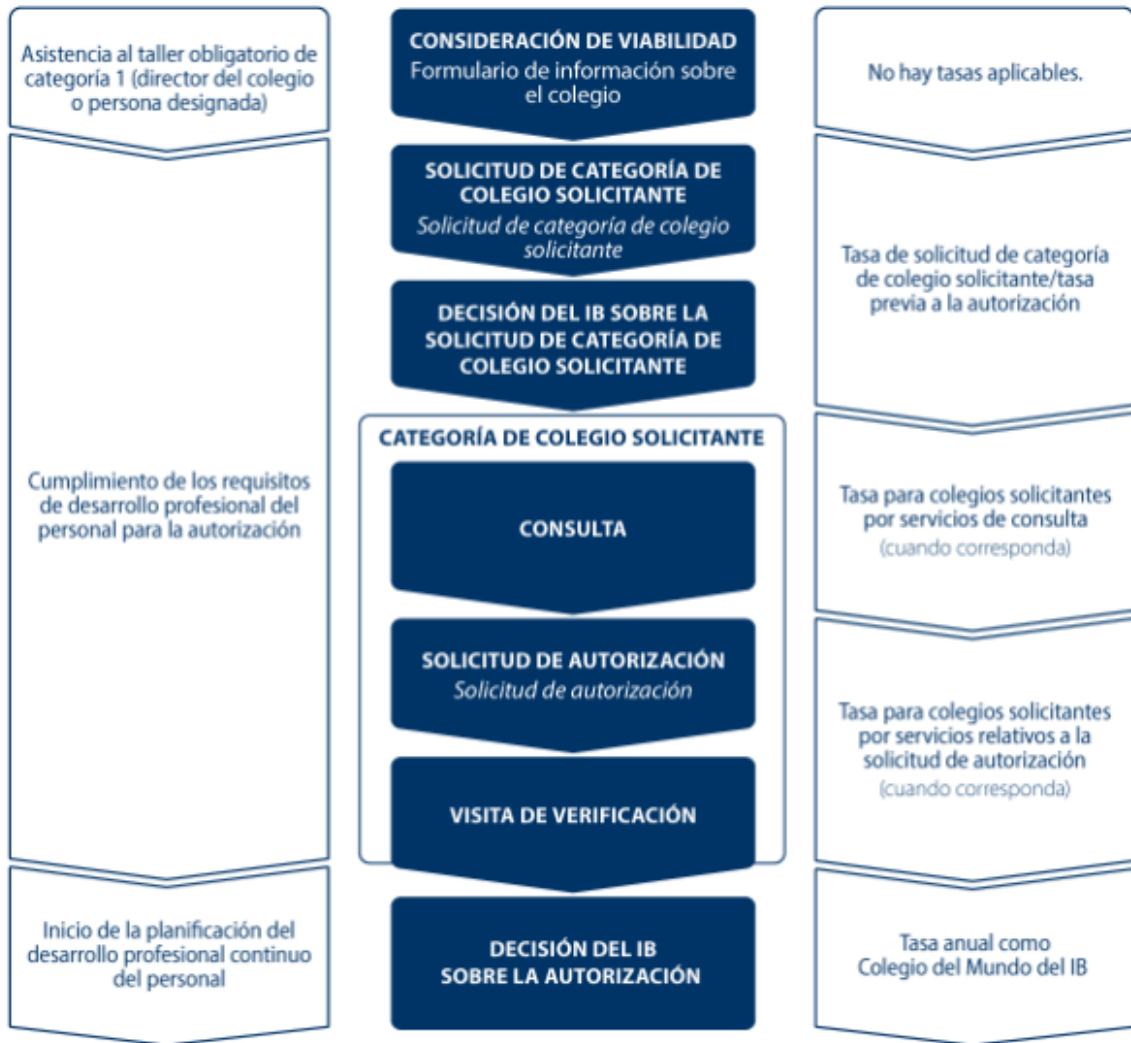 Asistencia al taller obligatorio de
categoría 1 (director del colegio
o persona designada)
CONSIDERACIÓN DE VIABILIDAD
Formulario de información sobre
el colegio
No hay tasas aplicables.
SOLICITUD DE CATEGORÍA DE
COLEGIO SOLICITANTE
Solicitud de categoría de colegio
solicitante
Tasa de solicitud de categoría
de colegio solicitante/tasa
previa a la autorización
DECISIÓN DEL IB SOBRE LA
SOLICITUD DE CATEGORÍA DE
COLEGIO SOLICITANTE
CATEGORÍA DE COLEGIO SOLICITANTE
Cumplimiento de los requisitos
de desarrollo profesional del
personal para la autorización
CONSULTA
Tasa para colegios solicitantes
por servicios de consulta
(cuando corresponda)
SOLICITUD DE AUTORIZACIÓN
Solicitud de autorización
Tasa para colegios solicitantes
por servicios relativos a la
solicitud de autorización
(cuando corresponda)
VISITA DE VERIFICACIÓN
Inicio de la planificación del
desarrollo profesional continuo
del personal
DECISIÓN DEL IB
SOBRE LA AUTORIZACIÓN
Tasa anual como
Colegio del Mundo del IB